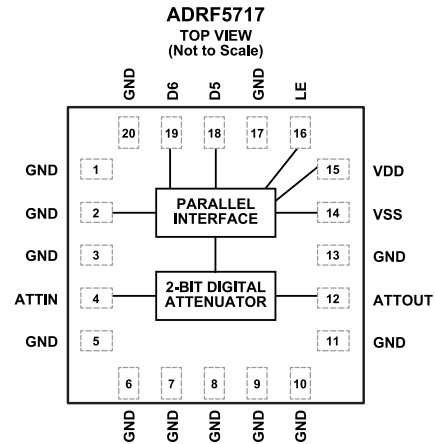 ADRF5717
TOP VIEW
(Not to Scale)
GND D6 D5 GND LE
20 19 18 17 16
GND 1 15 VDD
PARALLEL
INTERFACE
GND 2 14 VSS
GND 3 13 GND
2-BIT DIGITAL
ATTENUATOR
ATTIN 4 12 ATTOUT
GND 5 11 GND
6 7 8 9 10
GND GND GND GND GND